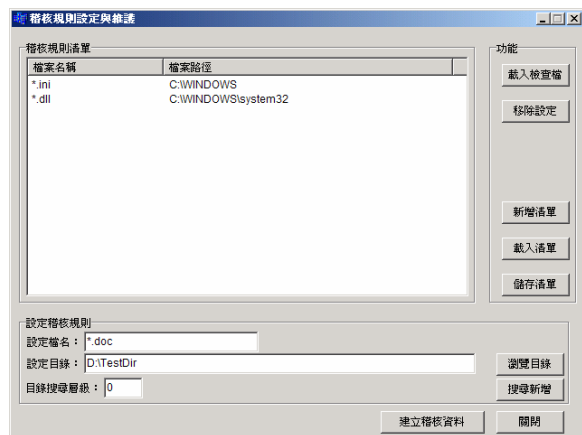 稽核規則設定與維護
稽核規則清單
功能
檔案名稱 檔案路徑
*.ini C:\WINDOWS
*.dll C:\WINDOWS\system32
載入檢查檔
移除設定
新增清單
載入清單
儲存清單
設定稽核規則
設定檔名： *.doc
設定目錄： D:\TestDir 瀏覽目錄
目錄搜尋層級： 0 搜尋新增
建立稽核資料 關閉